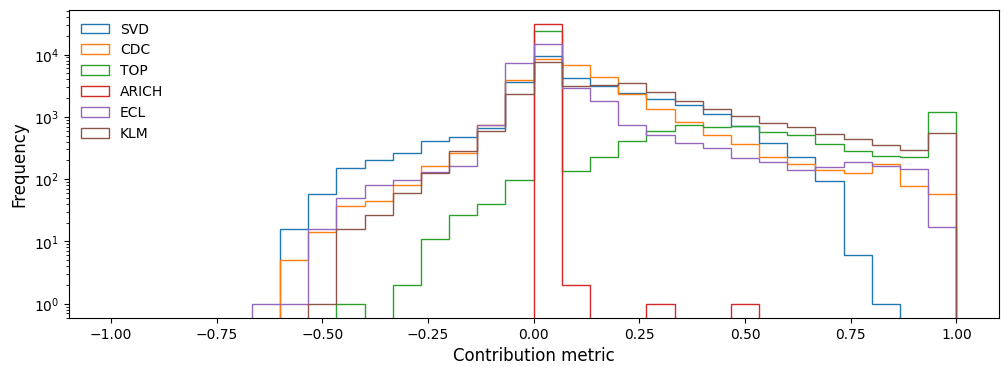 SVD
CDC
TOP
ARICH
ECL
KLM
Frequency
10⁴
10³
10²
10¹
10⁰
−1.00 −0.75 −0.50 −0.25 0.00 0.25 0.50 0.75 1.00
Contribution metric